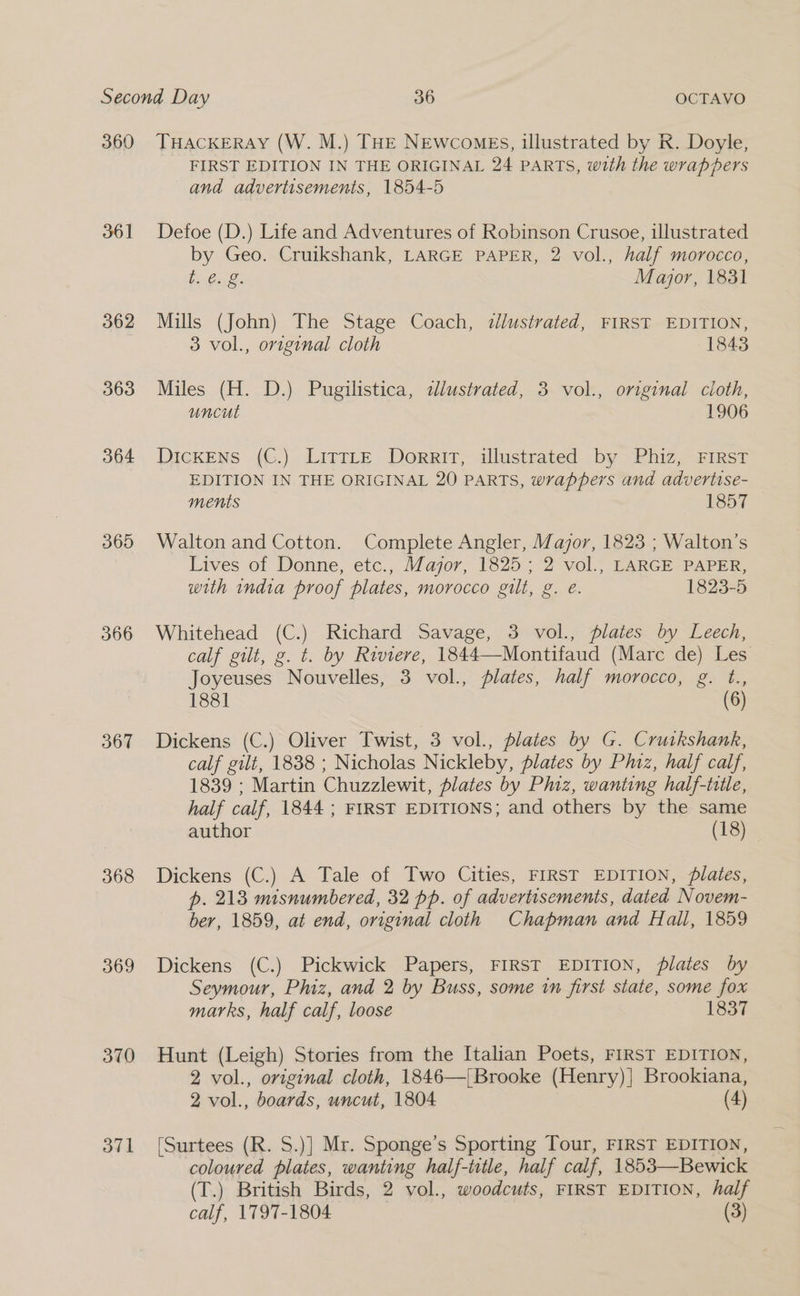 Second Day 36 OCTAVO
360 THACKERAY (W. M.) THE NEWCOMES, illustrated by R. Doyle,
FIRST EDITION IN THE ORIGINAL 24 PARTS, with the wrappers
and advertisements, 1854-5
361 Defoe (D.) Life and Adventures of Robinson Crusoe, illustrated
by Geo. Cruikshank, LARGE PAPER, 2 vol., half morocco,
t. e. g. Major, 1831
362 Mills (John) The Stage Coach, illustrated, FIRST EDITION,
3 vol., original cloth 1843
363 Miles (H. D.) Pugilistica, illustrated, 3 vol., original cloth,
uncut 1906
364 DICKENS (C.) LITTLE DORRIT, illustrated by Phiz, FIRST
EDITION IN THE ORIGINAL 20 PARTS, wrappers and advertise-
ments 1857
365 Walton and Cotton. Complete Angler, Major, 1823 ; Walton's
Lives of Donne, etc., Major, 1825 ; 2 vol., LARGE PAPER,
with india proof plates, morocco gilt, g. e. 1823-5
366 Whitehead (C.) Richard Savage, 3 vol., plates by Leech,
calf gilt, g. t. by Riviere, 1844—Montifaud (Marc de) Les
Joyeuses Nouvelles, 3 vol., plates, half morocco, g. t.,
1881 (6)
367 Dickens (C.) Oliver Twist, 3 vol., plates by G. Cruikshank,
calf gilt, 1838 ; Nicholas Nickleby, plates by Phiz, half calf,
1839 ; Martin Chuzzlewit, plates by Phiz, wanting half-title,
half calf, 1844 ; FIRST EDITIONS; and others by the same
author (18)
368 Dickens (C.) A Tale of Two Cities, FIRST EDITION, plates,
p. 213 misnumbered, 32 pp. of advertisements, dated Novem-
ber, 1859, at end, original cloth Chapman and Hall, 1859
369 Dickens (C.) Pickwick Papers, FIRST EDITION, plates by
Seymour, Phiz, and 2 by Buss, some in first state, some fox
marks, half calf, loose 1837
370 Hunt (Leigh) Stories from the Italian Poets, FIRST EDITION,
2 vol., original cloth, 1846—[Brooke (Henry)] Brookiana,
2 vol., boards, uncut, 1804 (4)
371 [Surtees (R. S.)] Mr. Sponge's Sporting Tour, FIRST EDITION,
coloured plates, wanting half-title, half calf, 1853—Bewick
(T.) British Birds, 2 vol., woodcuts, FIRST EDITION, half
calf, 1797-1804 (3)